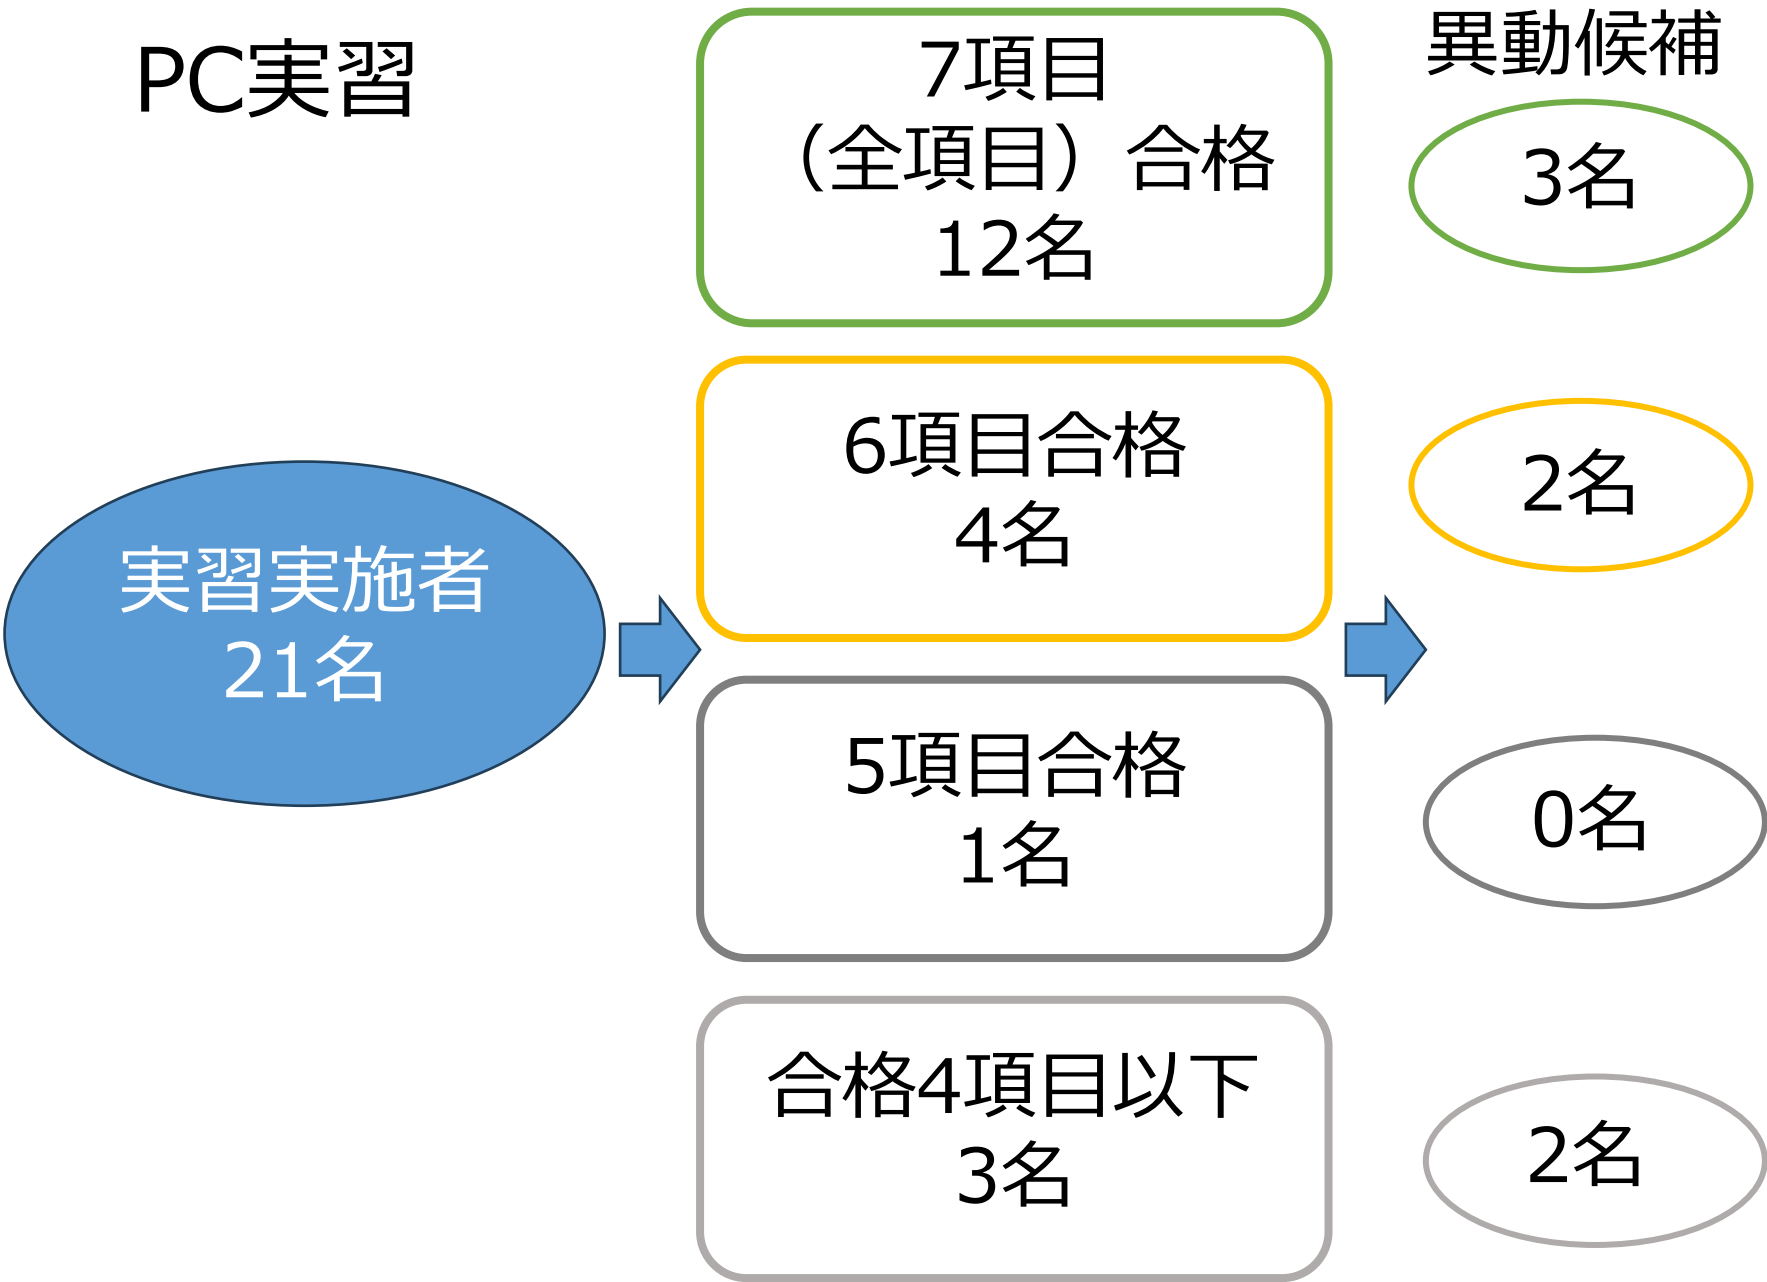 PC実習
実習実施者
21名
7項目
（全項目）合格
12名
6項目合格
4名
5項目合格
1名
合格4項目以下
3名
異動候補
3名
2名
0名
2名